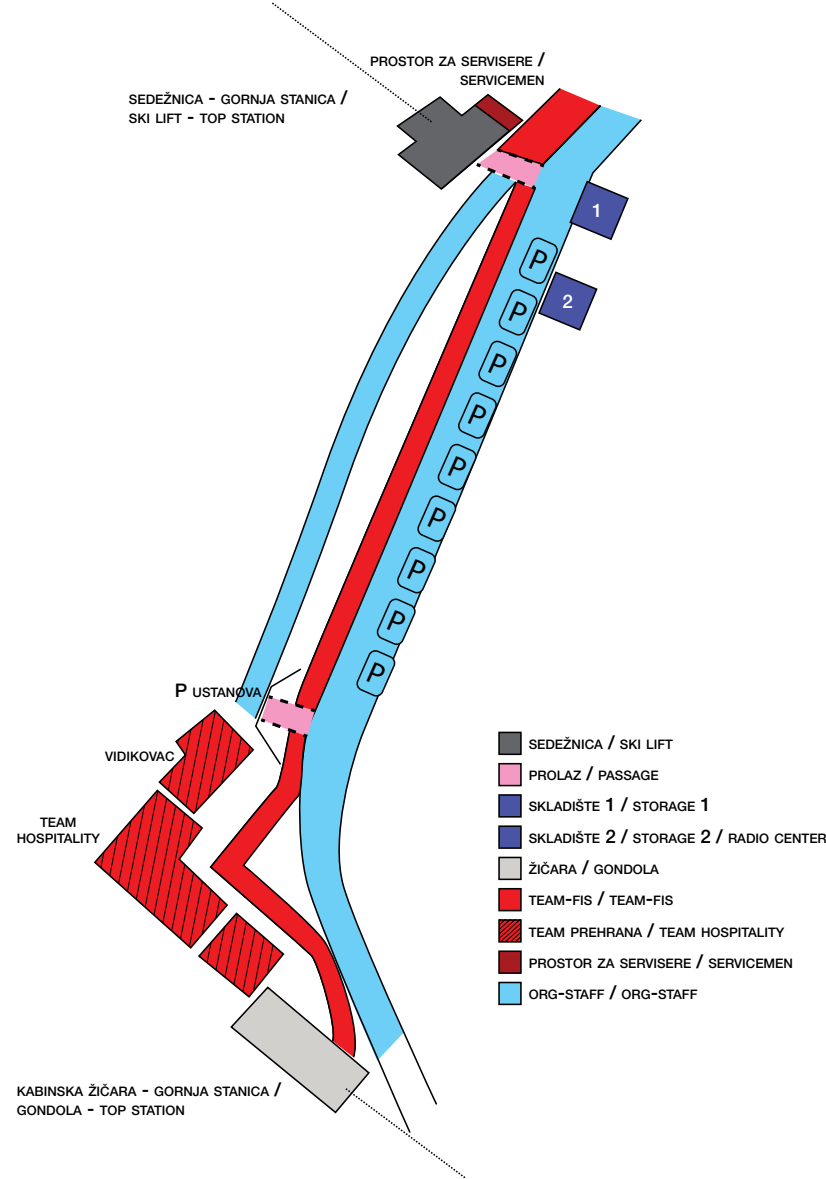 PROSTOR ZA SERVISERE /
SERVICEMEN
SEDEŽNICA - GORNJA STANICA /
SKI LIFT - TOP STATION
1
2
P
P
P
P
P
P
P
P
P
P USTANOVA
VIDIKOVAC
TEAM
HOSPITALITY
SEDEŽNICA / SKI LIFT
PROLAZ / PASSAGE
SKLADIŠTE 1 / STORAGE 1
SKLADIŠTE 2 / STORAGE 2 / RADIO CENTER
ŽIČARA / GONDOLA
TEAM-FIS / TEAM-FIS
TEAM PREHRANA / TEAM HOSPITALITY
PROSTOR ZA SERVISERE / SERVICEMEN
ORG-STAFF / ORG-STAFF
KABINSKA ŽIČARA - GORNJA STANICA /
GONDOLA - TOP STATION